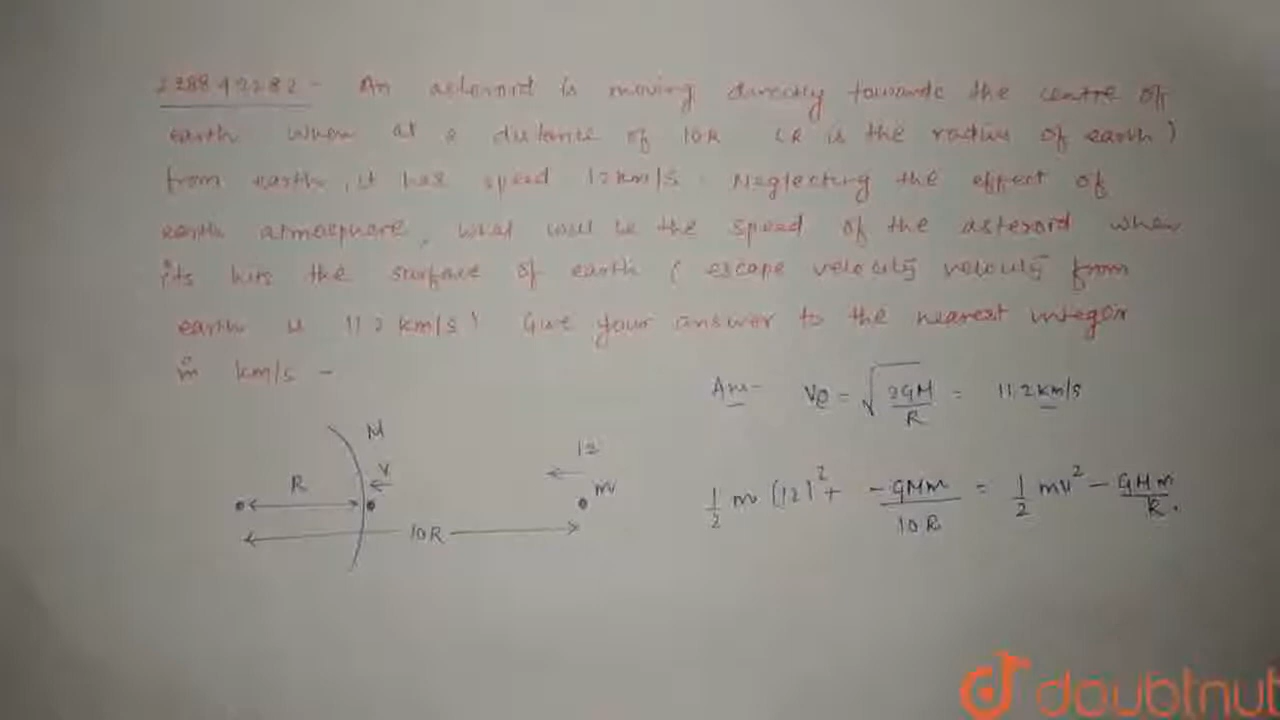 An asteroid is moving directly towards the centre of
earth when at a distance of 10R (R is the radius of earth)
from earth, it has speed 12km/s. Neglecting the effect of
earth atmosphere, what will be the speed of the asteroid when
its hits the surface of earth (escape velocity velocity from
earth is 11.2 km/s) Give your answer to the nearest integer
in km/s -
Ans- Ve = √2GM/R = 11.2km/s
M
12
R
V
m
10R
1/2 m (12)² + -GMm/10R = 1/2 mv² - GMm/R.
doubtnut